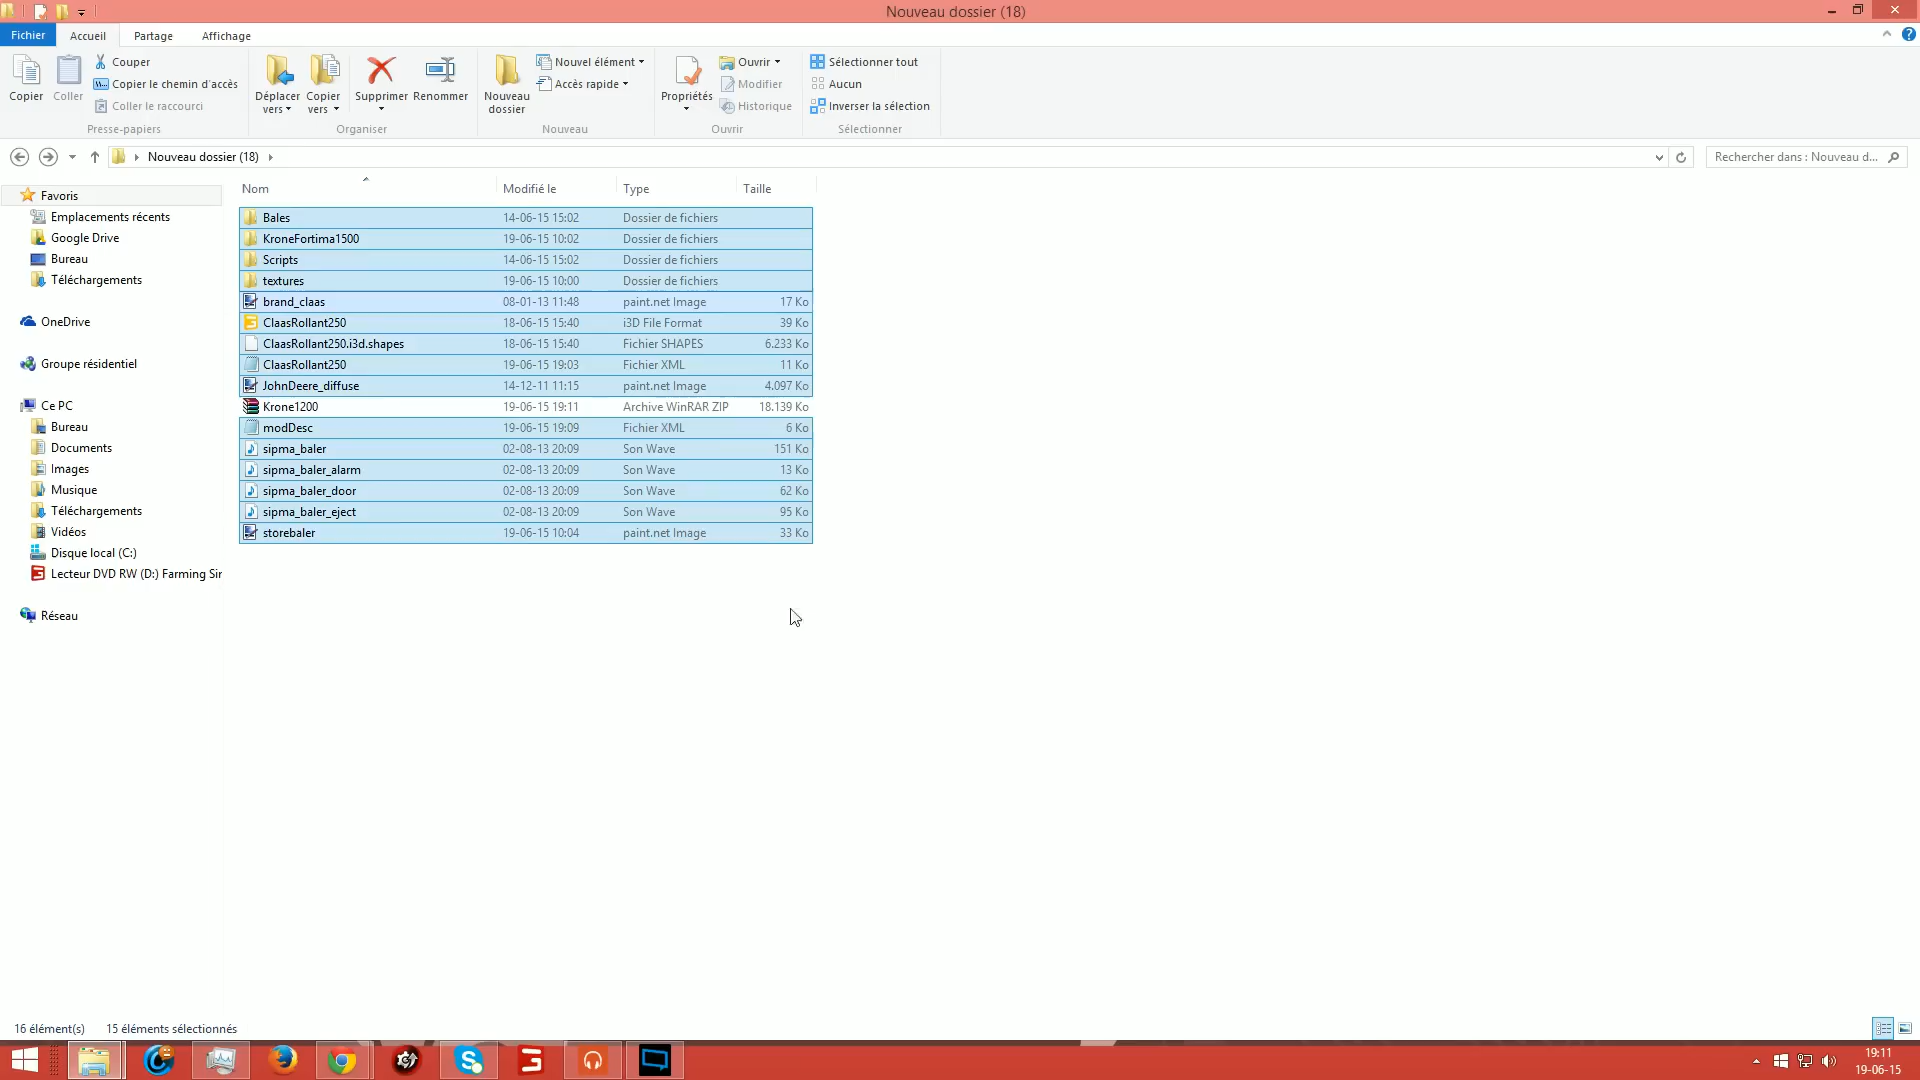 Nouveau dossier (18)
Fichier Accueil Partage Affichage
Copier Coller Couper
Copier le chemin d'accès
Coller le raccourci
Presse-papiers
Déplacer vers Copier vers Supprimer Renommer
Organiser
Nouveau dossier Nouvel élément
Accès rapide
Nouveau
Propriétés Ouvrir
Modifier
Historique
Ouvrir
Sélectionner tout
Aucun
Inverser la sélection
Sélectionner
Nouveau dossier (18) Rechercher dans : Nouveau d...
Favoris
Emplacements récents
Google Drive
Bureau
Téléchargements
OneDrive
Groupe résidentiel
Ce PC
Bureau
Documents
Images
Musique
Téléchargements
Vidéos
Disque local (C:)
Lecteur DVD RW (D:) Farming Sir
Réseau
Nom Modifié le Type Taille
Bales 14-06-15 15:02 Dossier de fichiers
KroneFortima1500 19-06-15 10:02 Dossier de fichiers
Scripts 14-06-15 15:02 Dossier de fichiers
textures 19-06-15 10:00 Dossier de fichiers
brand_claas 08-01-13 11:48 paint.net Image 17 Ko
ClaasRollant250 18-06-15 15:40 i3D File Format 39 Ko
ClaasRollant250.i3d.shapes 18-06-15 15:40 Fichier SHAPES 6.233 Ko
ClaasRollant250 19-06-15 19:03 Fichier XML 11 Ko
JohnDeere_diffuse 14-12-11 11:15 paint.net Image 4.097 Ko
Krone1200 19-06-15 19:11 Archive WinRAR ZIP 18.139 Ko
modDesc 19-06-15 19:09 Fichier XML 6 Ko
sipma_baler 02-08-13 20:09 Son Wave 151 Ko
sipma_baler_alarm 02-08-13 20:09 Son Wave 13 Ko
sipma_baler_door 02-08-13 20:09 Son Wave 62 Ko
sipma_baler_eject 02-08-13 20:09 Son Wave 95 Ko
storebaler 19-06-15 10:04 paint.net Image 33 Ko
16 élément(s) 15 éléments sélectionnés
19:11
19-06-15